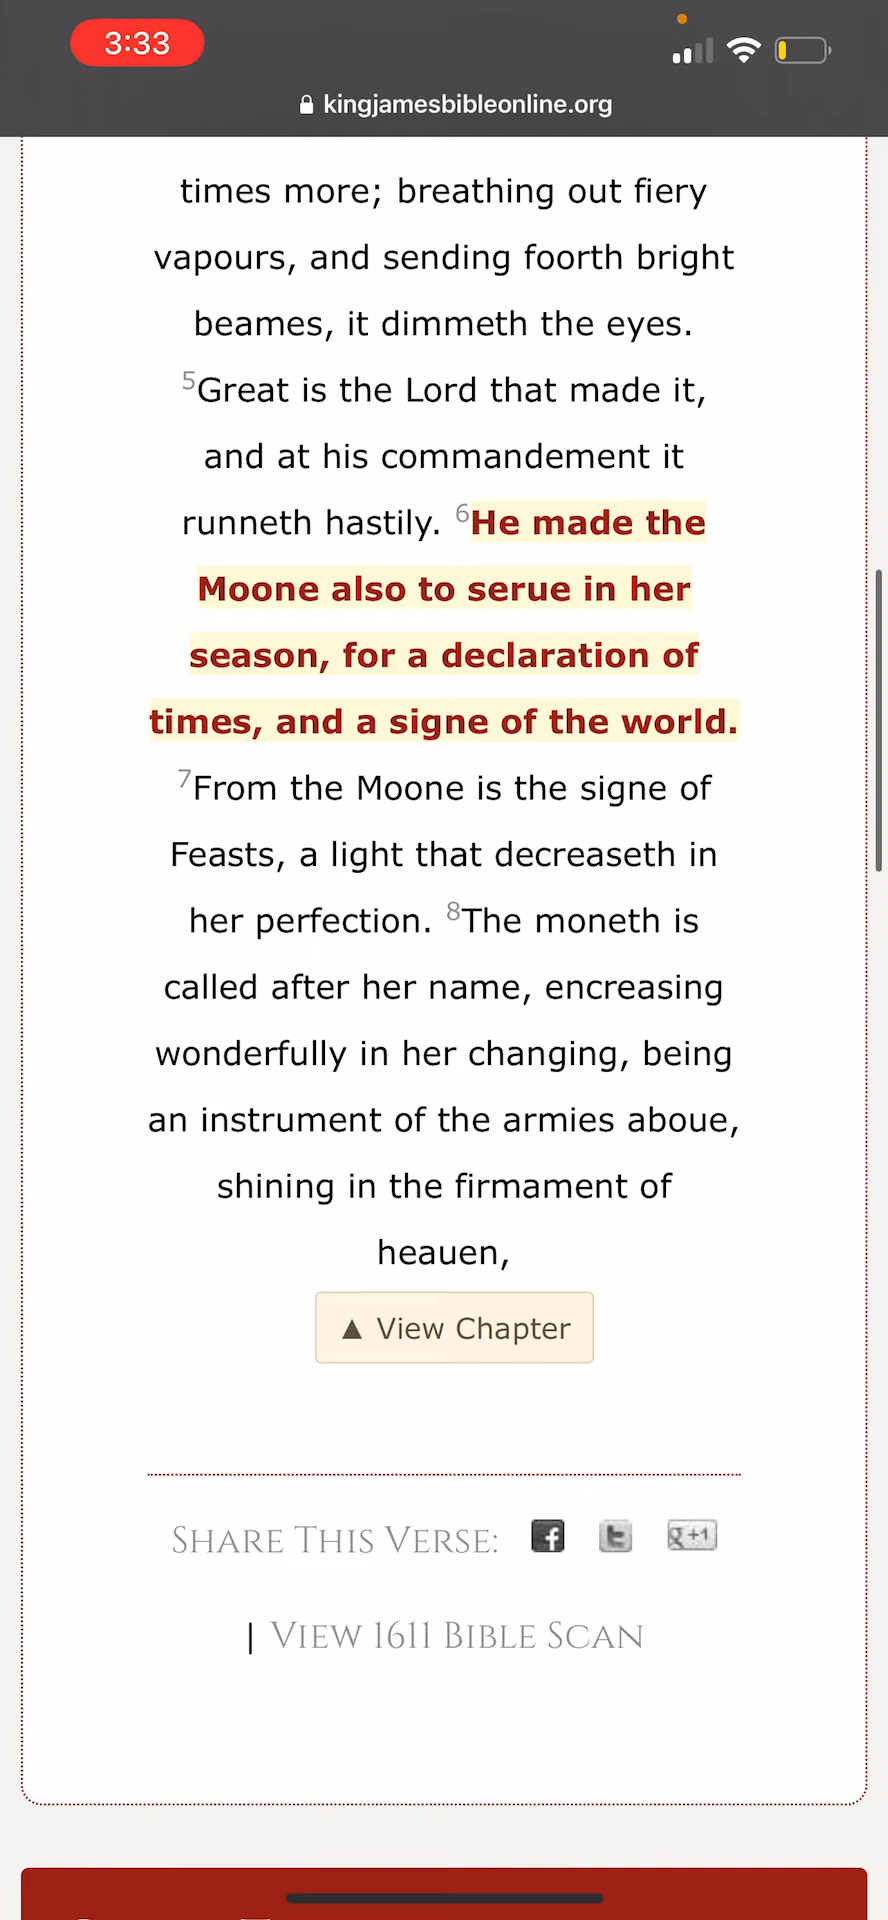 3:33
kingjamesbibleonline.org
times more; breathing out fiery
vapours, and sending foorth bright
beames, it dimmeth the eyes.
5Great is the Lord that made it,
and at his commandement it
runneth hastily. 6He made the
Moone also to serue in her
season, for a declaration of
times, and a signe of the world.
7From the Moone is the signe of
Feasts, a light that decreaseth in
her perfection. 8The moneth is
called after her name, encreasing
wonderfully in her changing, being
an instrument of the armies aboue,
shining in the firmament of
heauen,
▲ View Chapter
Share This Verse: f t g+1
| View 1611 Bible Scan